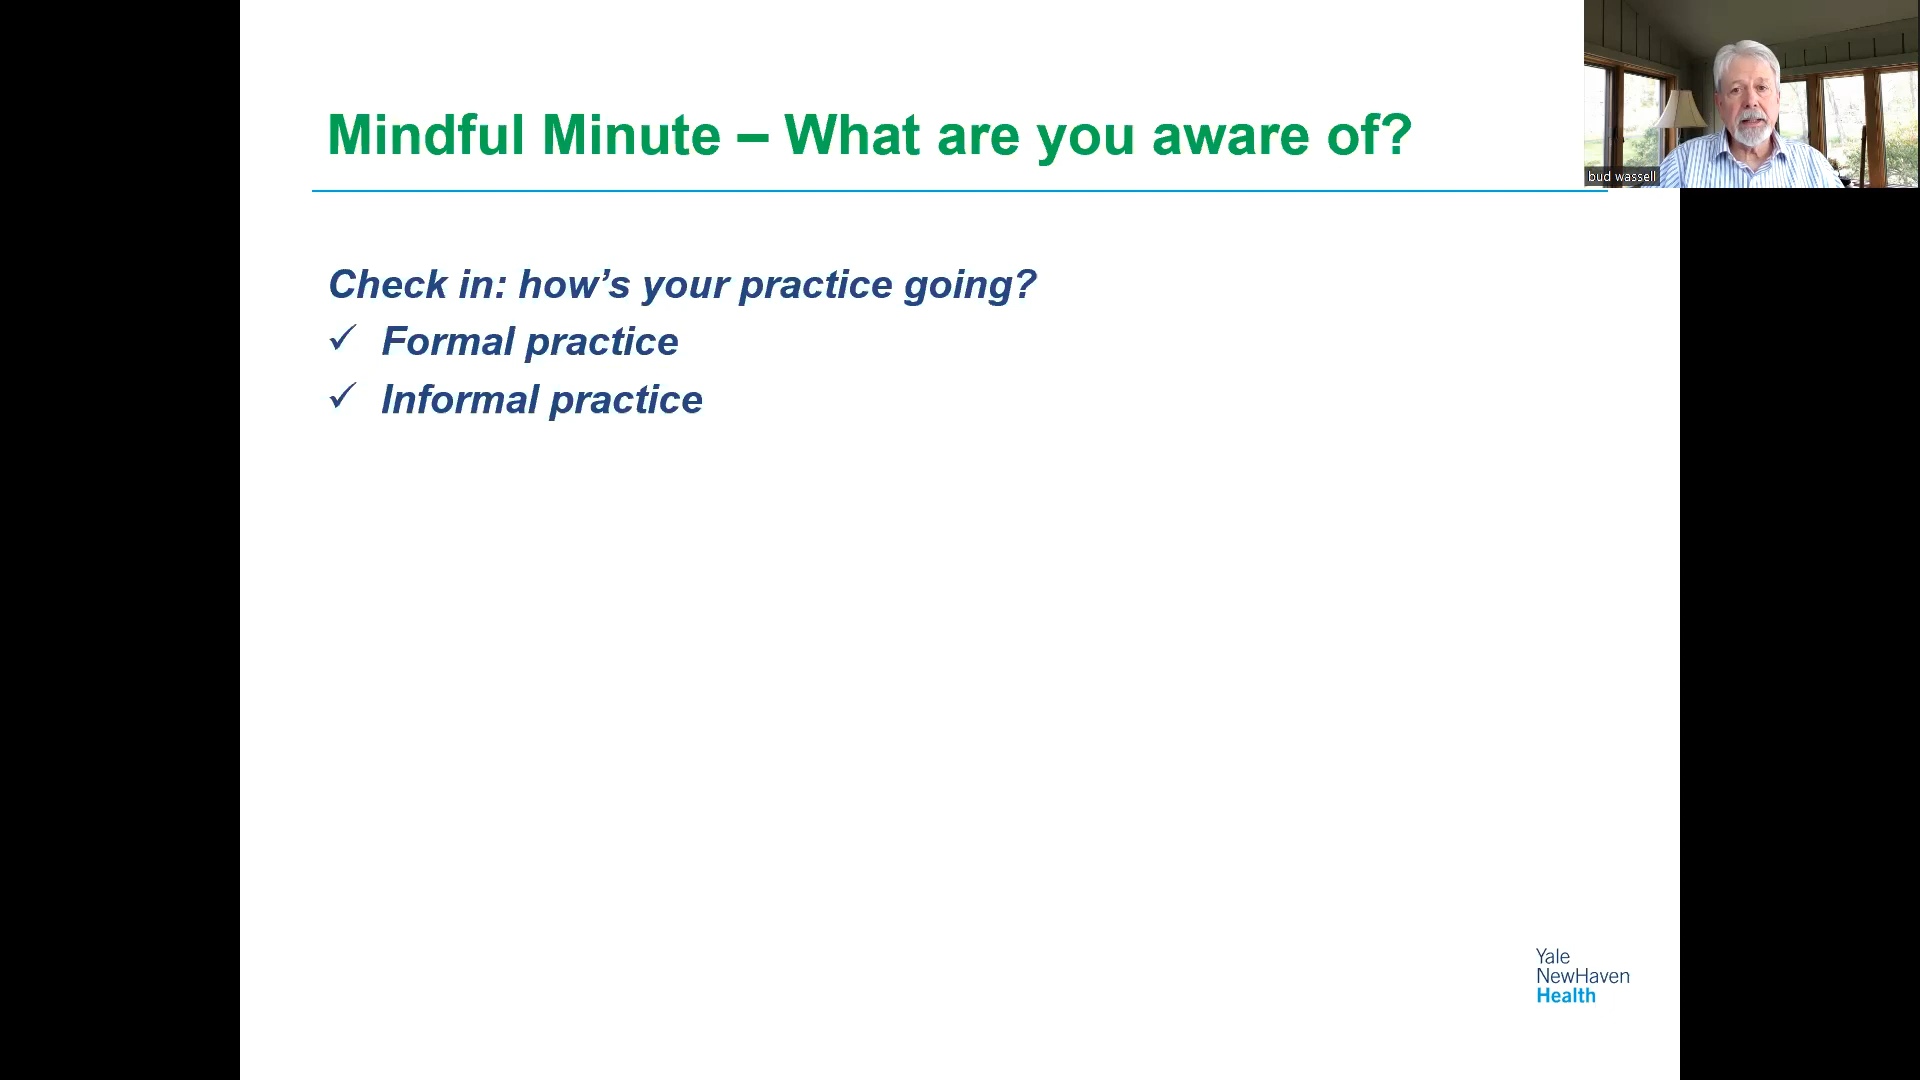 Mindful Minute – What are you aware of?
bud wassell
Check in: how’s your practice going?
✓ Formal practice
✓ Informal practice
Yale
NewHaven
Health